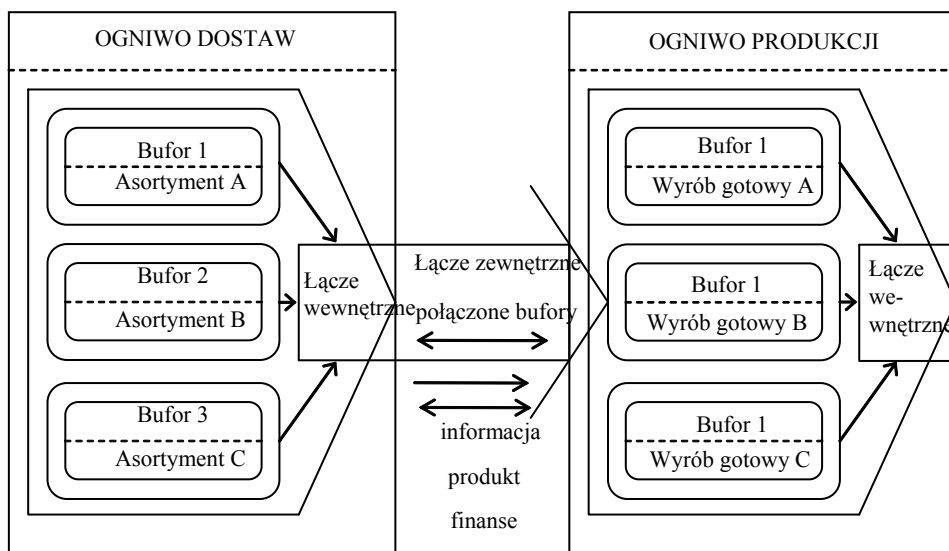 OGNIWO DOSTAW
Bufor 1
Asortyment A
Bufor 2
Asortyment B
Bufor 3
Asortyment C
Łącze
wewnętrzne
Łącze zewnętrzne
połączone bufory
informacja
produkt
finanse
OGNIWO PRODUKCJI
Bufor 1
Wyrób gotowy A
Bufor 1
Wyrób gotowy B
Bufor 1
Wyrób gotowy C
Łącze
we-
wnętrzne